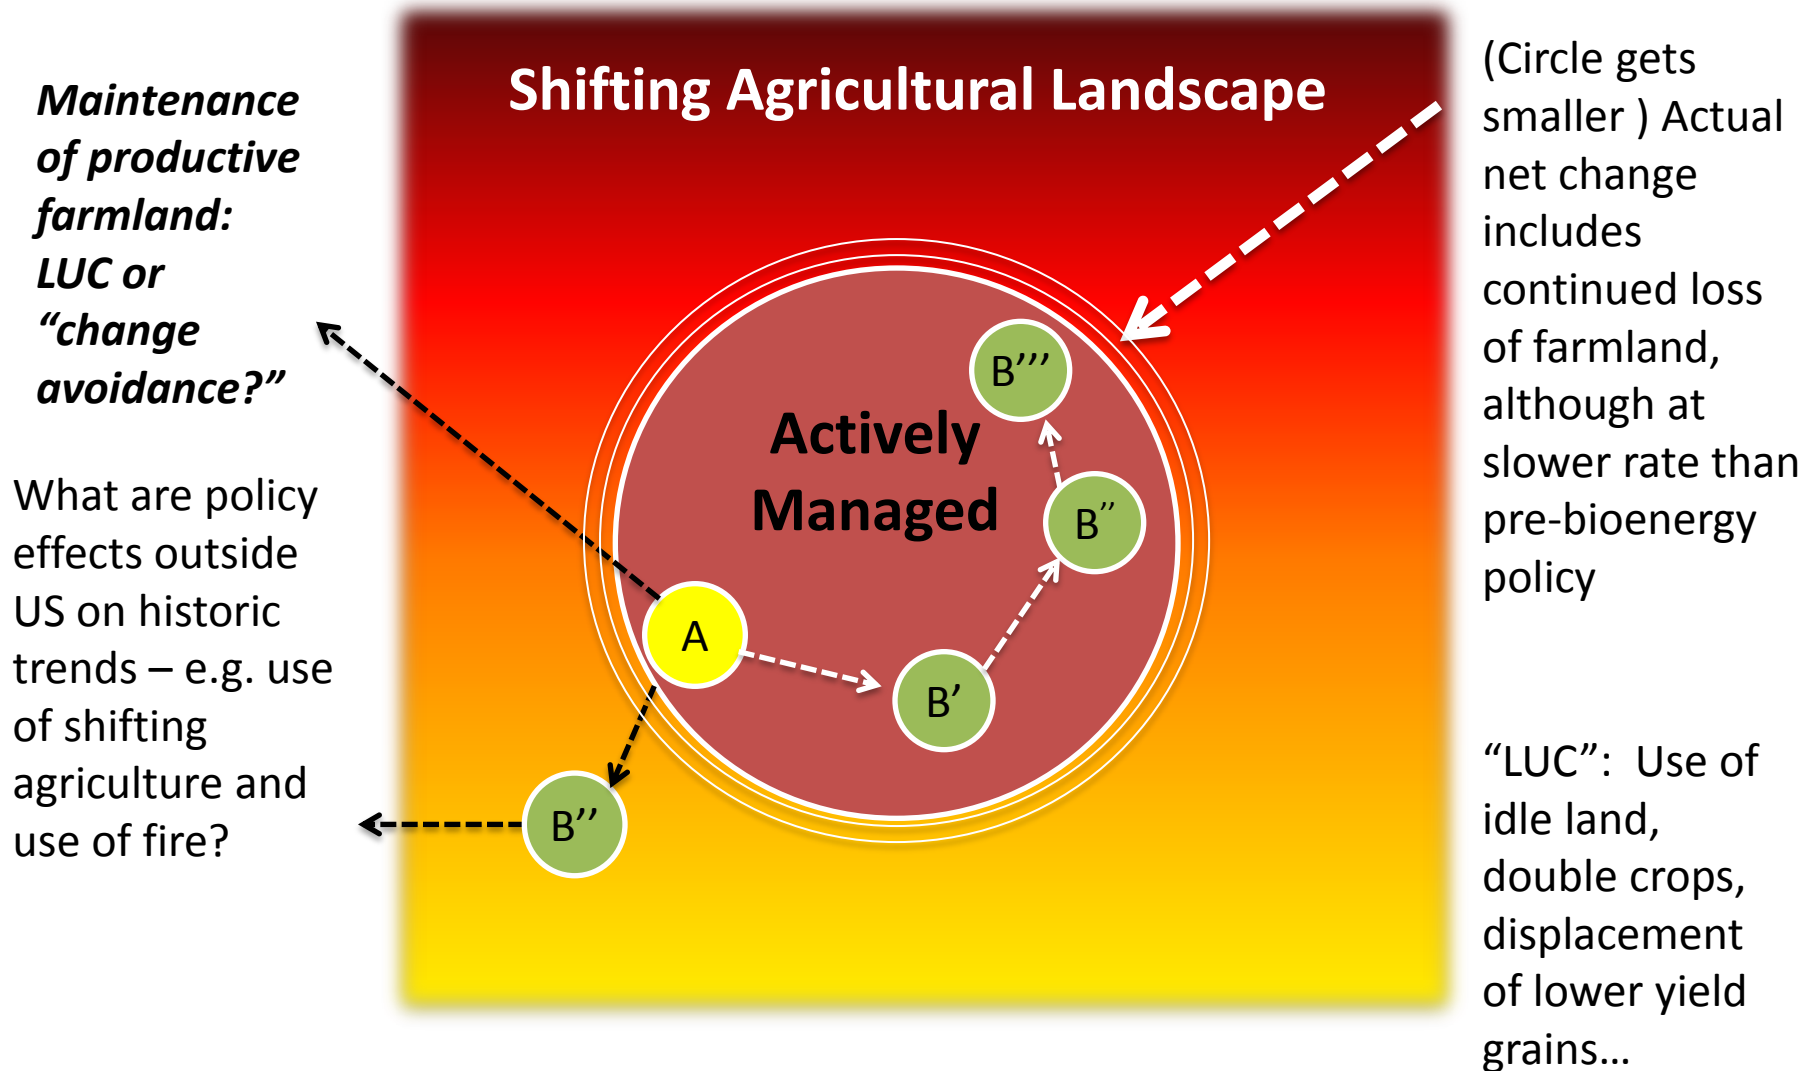 Shifting Agricultural Landscape
Maintenance
of productive
farmland:
LUC or
“change
avoidance?”
What are policy
effects outside
US on historic
trends – e.g. use
of shifting
agriculture and
use of fire?
Actively
Managed
B’’’
B’’
A
B’
B’’
(Circle gets
smaller ) Actual
net change
includes
continued loss
of farmland,
although at
slower rate than
pre-bioenergy
policy
“LUC”:  Use of
idle land,
double crops,
displacement
of lower yield
grains…